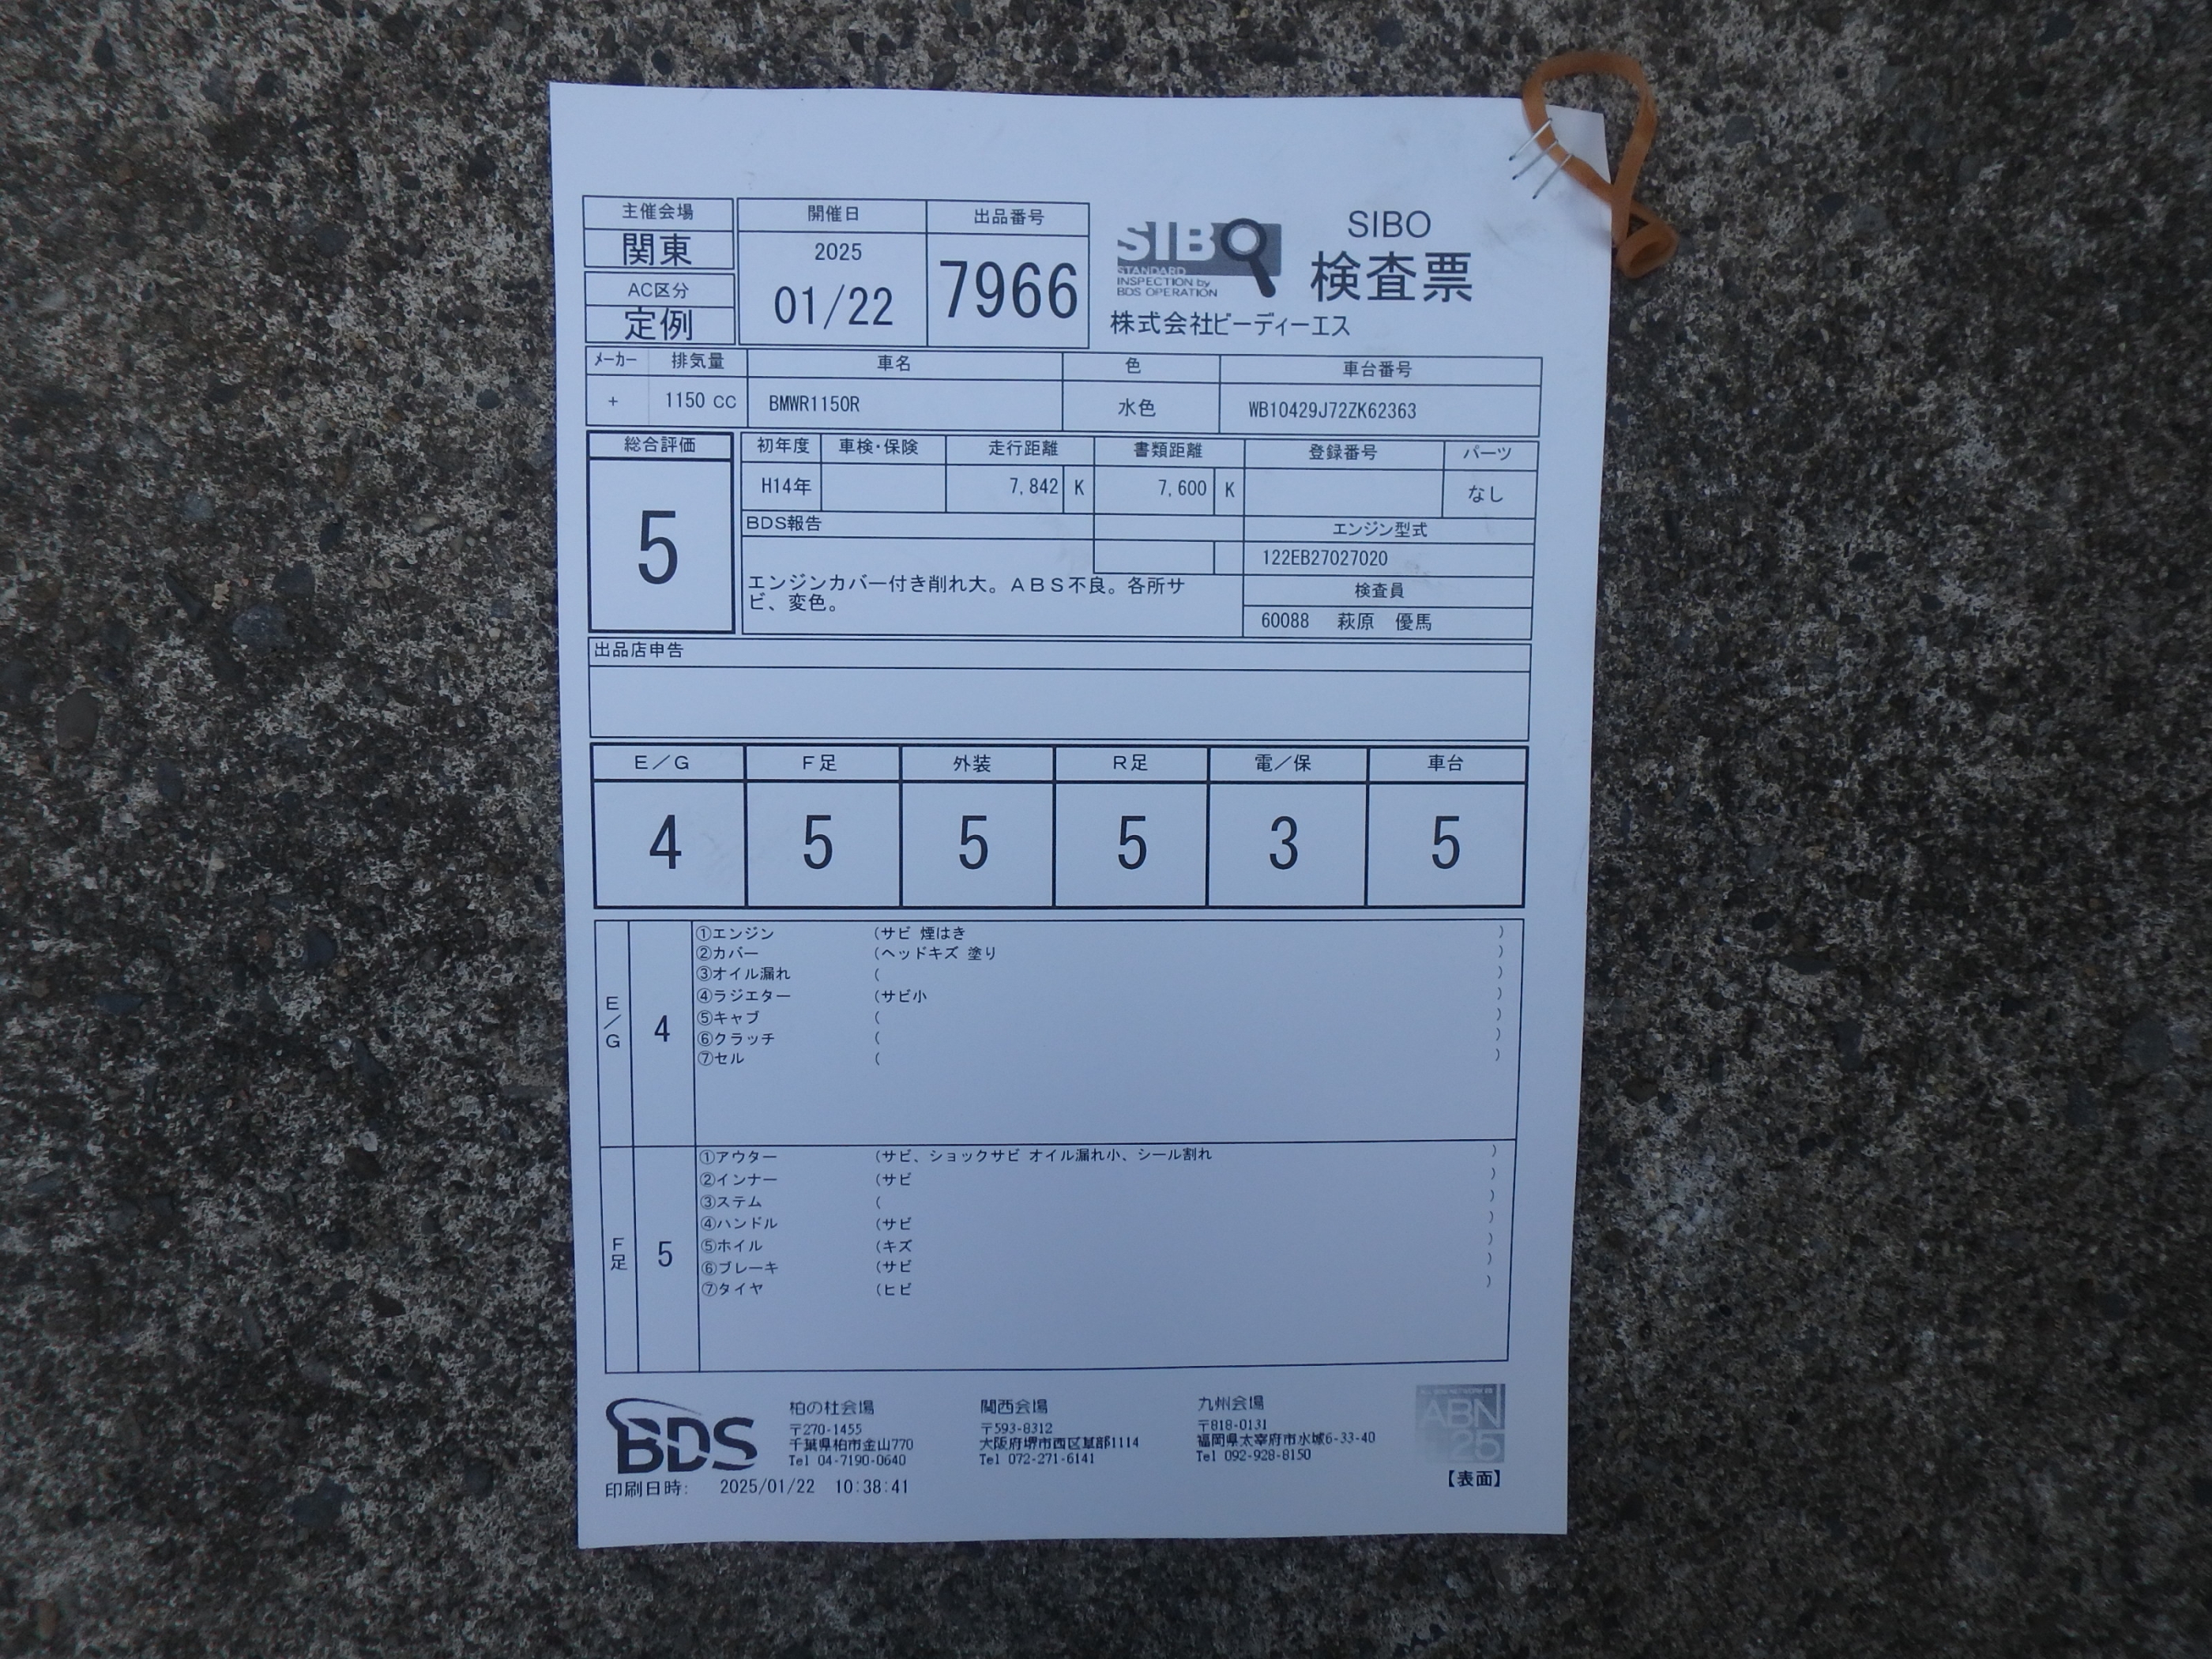 主催会場 開催日 出品番号
関東 2025 01/22 7966
AC区分
定例
SIBO
STANDARD
INSPECTION by
BDS OPERATION
SIBO
検査票
株式会社ビーディーエス
メーカー 排気量 車名 色 車台番号
+ 1150 CC BMWR1150R 水色 WB10429J72ZK62363
総合評価 初年度 車検・保険 走行距離 書類距離 登録番号 パーツ
5 H14年 7,842 K 7,600 K なし
BDS報告 エンジン型式
122EB27027020
エンジンカバー付き削れ大。ABS不良。各所サ
ビ、変色。
検査員
60088 萩原 優馬
出品店申告
E/G F足 外装 R足 電/保 車台
4 5 5 5 3 5
E/G 4
①エンジン (サビ 煙はき )
②カバー (ヘッドキズ 塗り )
③オイル漏れ ( )
④ラジエター (サビ小 )
⑤キャブ ( )
⑥クラッチ ( )
⑦セル ( )
F足 5
①アウター (サビ、ショックサビ オイル漏れ小、シール割れ )
②インナー (サビ )
③ステム ( )
④ハンドル (サビ )
⑤ホイル (キズ )
⑥ブレーキ (サビ )
⑦タイヤ (ヒビ )
BDS
柏の杜会場
〒270-1455
千葉県柏市金山770
Tel 04-7190-0640
関西会場
〒593-8312
大阪府堺市西区草部1114
Tel 072-271-6141
九州会場
〒818-0131
福岡県太宰府市水城6-33-40
Tel 092-928-8150
ABN
25
【表面】
印刷日時: 2025/01/22 10:38:41